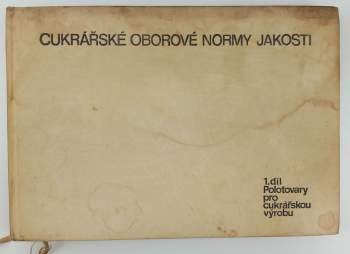 CUKRÁŘSKÉ OBOROVÉ NORMY JAKOSTI
1. díl
Polotovary
pro
cukrářskou
výrobu